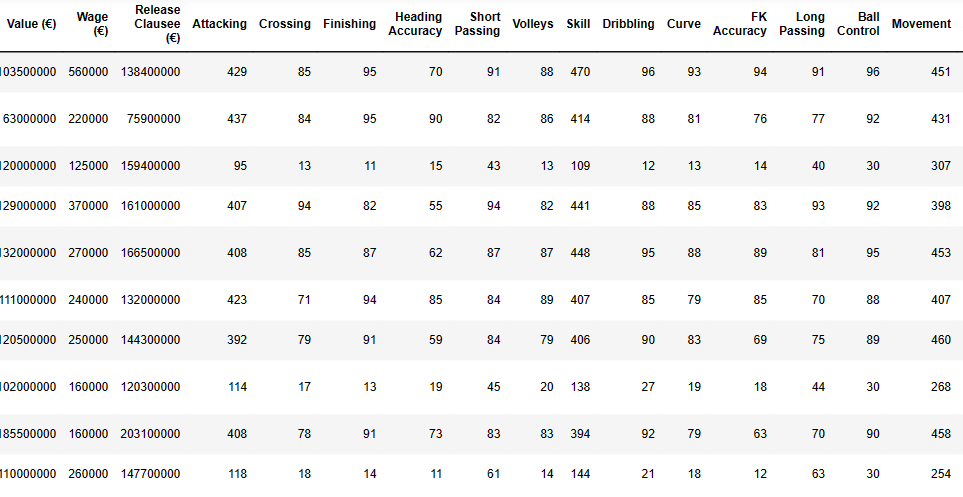 Value (€) Wage (€) Release Clausee (€) Attacking Crossing Finishing Heading Accuracy Short Passing Volleys Skill Dribbling Curve FK Accuracy Long Passing Ball Control Movement
103500000 560000 138400000 429 85 95 70 91 88 470 96 93 94 91 96 451
63000000 220000 75900000 437 84 95 90 82 86 414 88 81 76 77 92 431
120000000 125000 159400000 95 13 11 15 43 13 109 12 13 14 40 30 307
129000000 370000 161000000 407 94 82 55 94 82 441 88 85 83 93 92 398
132000000 270000 166500000 408 85 87 62 87 87 448 95 88 89 81 95 453
111000000 240000 132000000 423 71 94 85 84 89 407 85 79 85 70 88 407
120500000 250000 144300000 392 79 91 59 84 79 406 90 83 69 75 89 460
102000000 160000 120300000 114 17 13 19 45 20 138 27 19 18 44 30 268
185500000 160000 203100000 408 78 91 73 83 83 394 92 79 63 70 90 458
110000000 260000 147700000 118 18 14 11 61 14 144 21 18 12 63 30 254